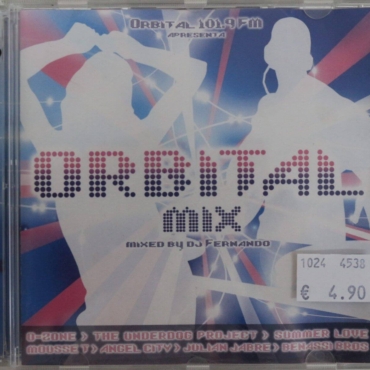 ORBITAL 101.9 FM
APRESENTA
ORBITAL
MIX
MIXED BY DJ FERNANDO
1024 4538
€ 4.90
O-ZONE > THE UNDERDOG PROJECT > SUMMER LOVE
MOUSSE T > ANGEL CITY > JULIAN JABRE > BENASSI BROS